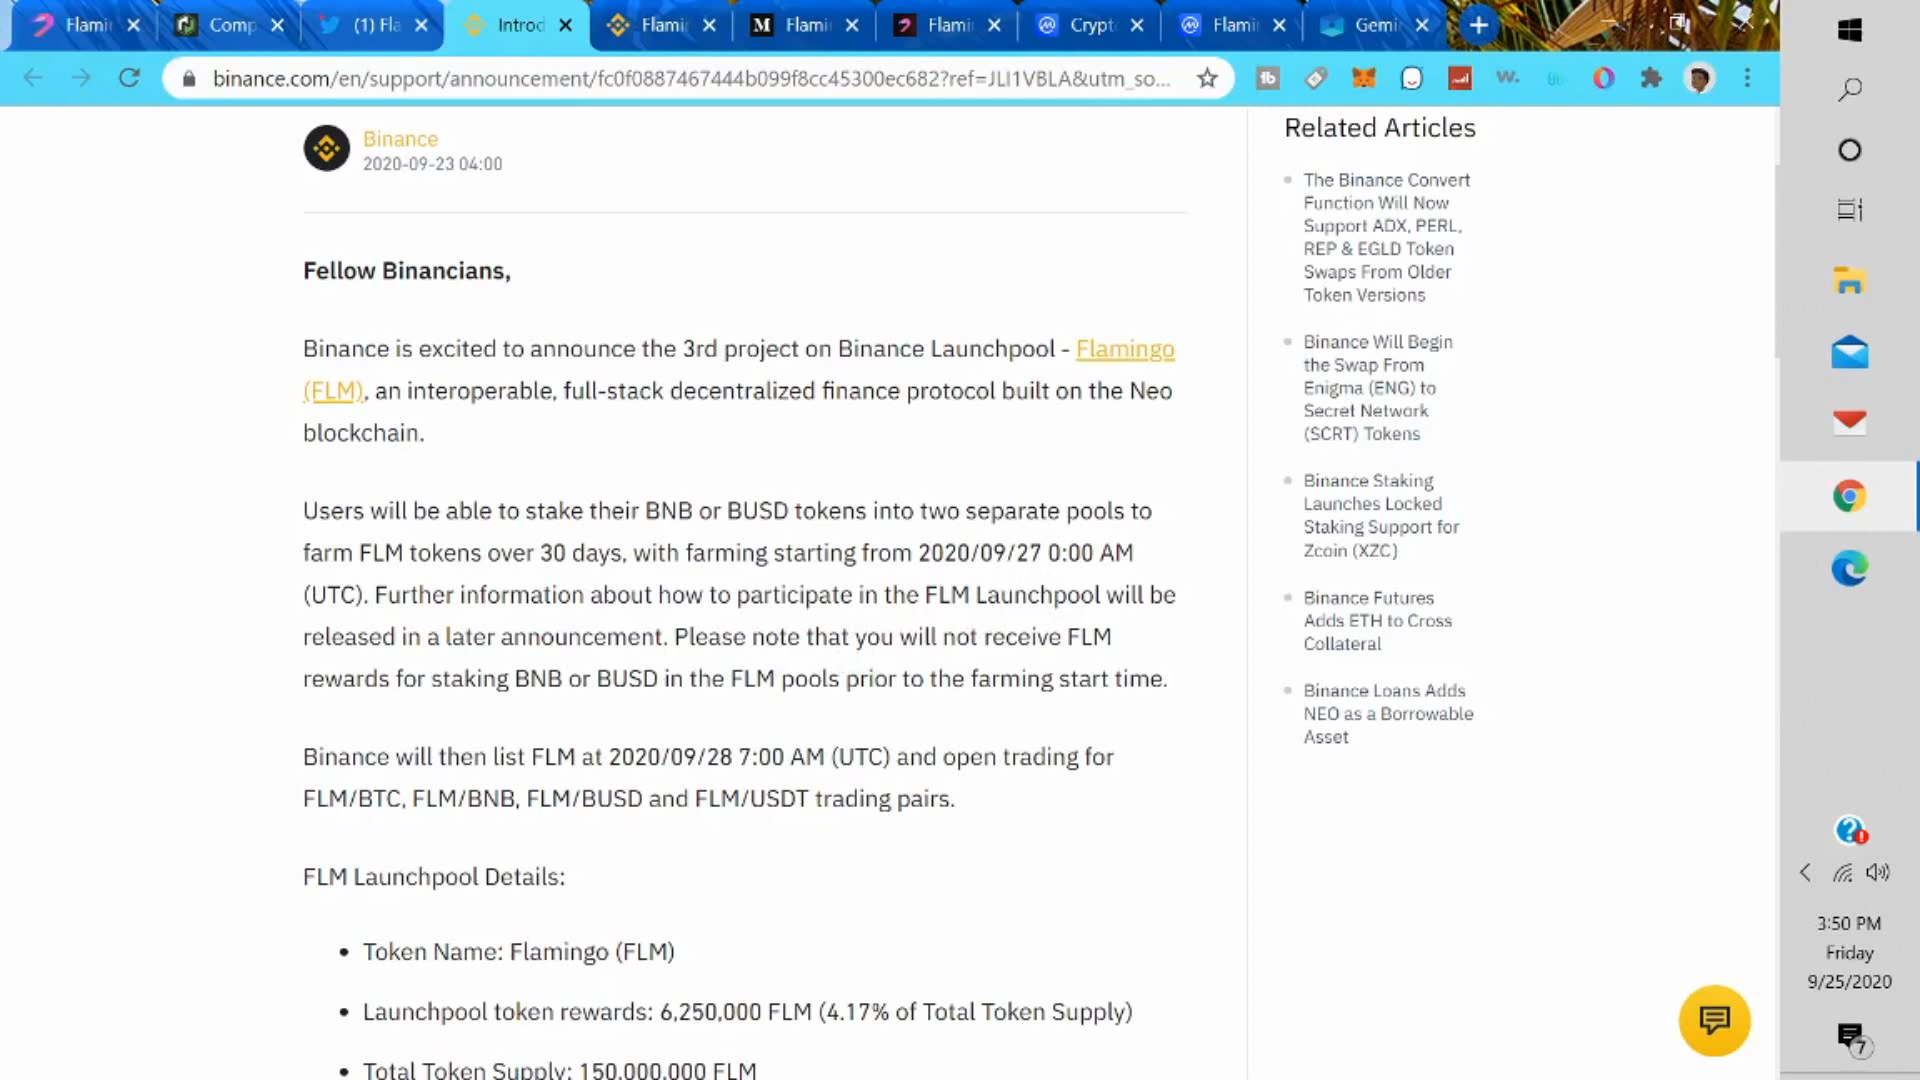 Flami
Comp
(1) Fla
Introd
Flami
Flami
Flami
Crypt
Flami
Gemi
binance.com/en/support/announcement/fc0f0887467444b099f8cc45300ec682?ref=JLI1VBLA&utm_so...
Binance
2020-09-23 04:00
Fellow Binancians,
Binance is excited to announce the 3rd project on Binance Launchpool - Flamingo
(FLM), an interoperable, full-stack decentralized finance protocol built on the Neo
blockchain.
Users will be able to stake their BNB or BUSD tokens into two separate pools to
farm FLM tokens over 30 days, with farming starting from 2020/09/27 0:00 AM
(UTC). Further information about how to participate in the FLM Launchpool will be
released in a later announcement. Please note that you will not receive FLM
rewards for staking BNB or BUSD in the FLM pools prior to the farming start time.
Binance will then list FLM at 2020/09/28 7:00 AM (UTC) and open trading for
FLM/BTC, FLM/BNB, FLM/BUSD and FLM/USDT trading pairs.
FLM Launchpool Details:
• Token Name: Flamingo (FLM)
• Launchpool token rewards: 6,250,000 FLM (4.17% of Total Token Supply)
• Total Token Supply: 150,000,000 FLM
Related Articles
The Binance Convert
Function Will Now
Support ADX, PERL,
REP & EGLD Token
Swaps From Older
Token Versions
Binance Will Begin
the Swap From
Enigma (ENG) to
Secret Network
(SCRT) Tokens
Binance Staking
Launches Locked
Staking Support for
Zcoin (XZC)
Binance Futures
Adds ETH to Cross
Collateral
Binance Loans Adds
NEO as a Borrowable
Asset
3:50 PM
Friday
9/25/2020
7